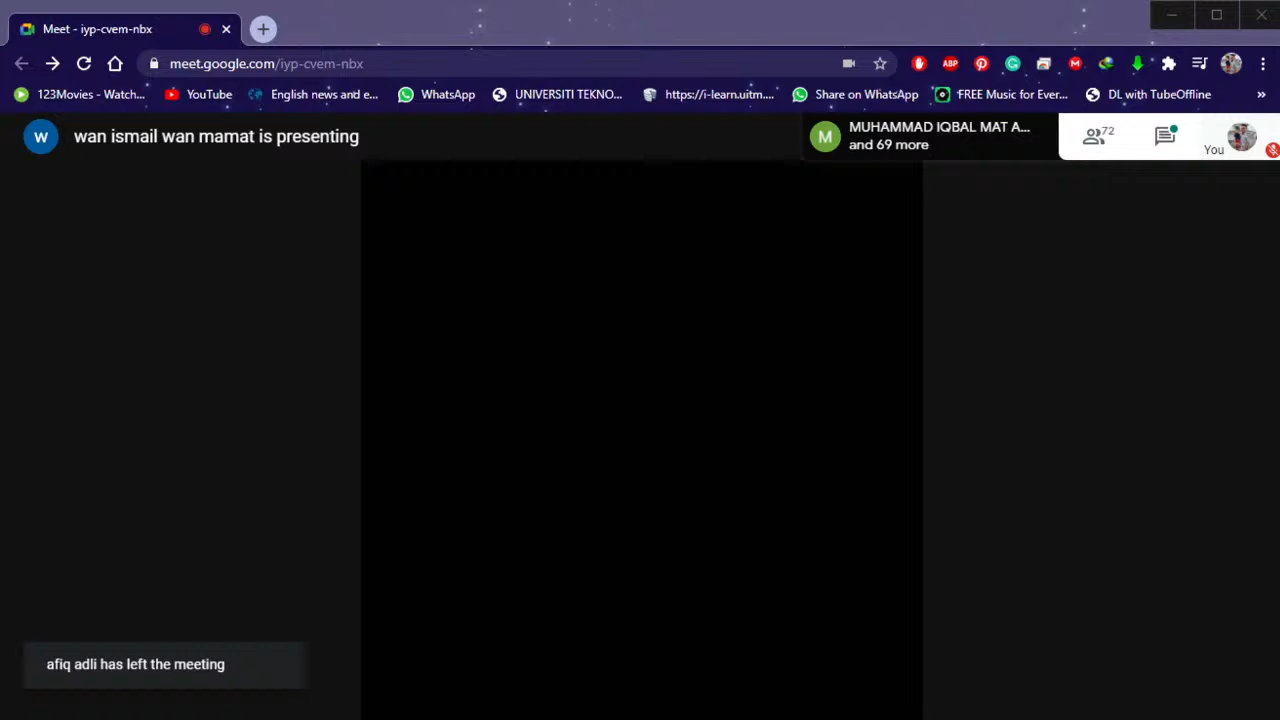 Meet - iyp-cvem-nbx
meet.google.com/iyp-cvem-nbx
ABP
123Movies - Watch...
YouTube
English news and e...
WhatsApp
UNIVERSITI TEKNO...
https://i-learn.uitm....
Share on WhatsApp
FREE Music for Ever...
DL with TubeOffline
»
W
wan ismail wan mamat is presenting
M
MUHAMMAD IQBAL MAT A...
and 69 more
72
You
afiq adli has left the meeting